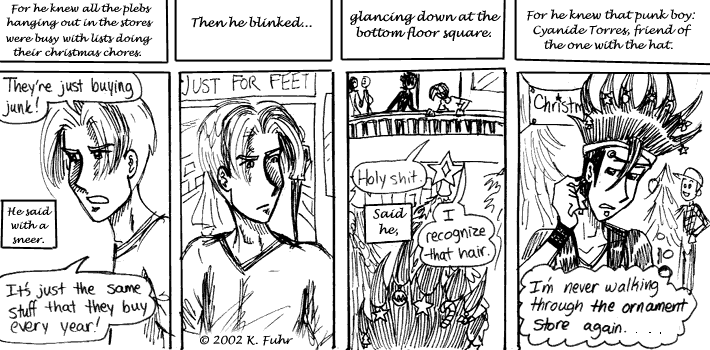 For he knew all the plebs
hanging out in the stores
were busy with lists doing
their christmas chores.
They're just buying
junk!
He said
with a
sneer.
It's just the same
stuff that they buy
every year!
Then he blinked...
JUST FOR FEET
© 2002 K. Fuhr
glancing down at the
bottom floor square.
Holy shit.
Said
he,
I
recognize
that hair.
For he knew that punk boy:
Cyanide Torres, friend of
the one with the hat.
Christm
I'm never walking
through the ornament
store again. . . . .